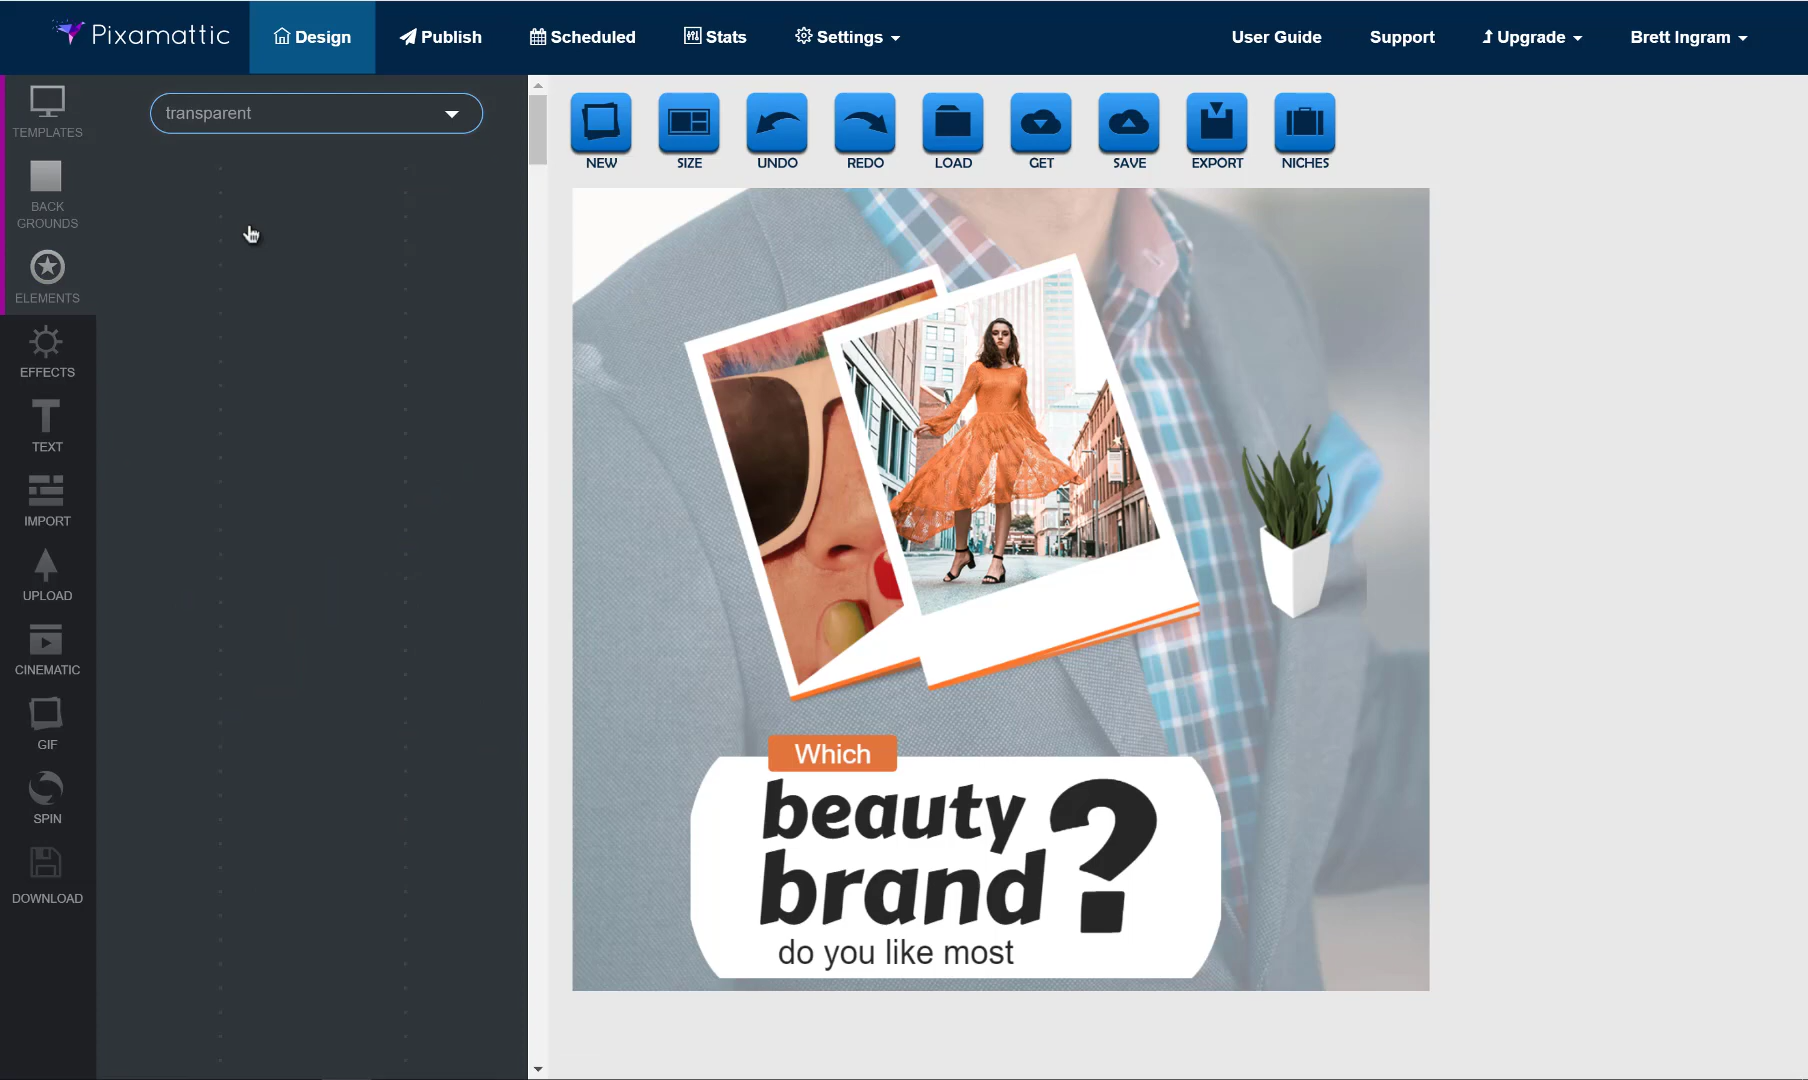 Pixamattic
Design
Publish
Scheduled
Stats
Settings
User Guide
Support
Upgrade
Brett Ingram
TEMPLATES
BACK
GROUNDS
ELEMENTS
EFFECTS
TEXT
IMPORT
UPLOAD
CINEMATIC
GIF
SPIN
DOWNLOAD
transparent
NEW
SIZE
UNDO
REDO
LOAD
GET
SAVE
EXPORT
NICHES
Which
beauty
brand?
do you like most